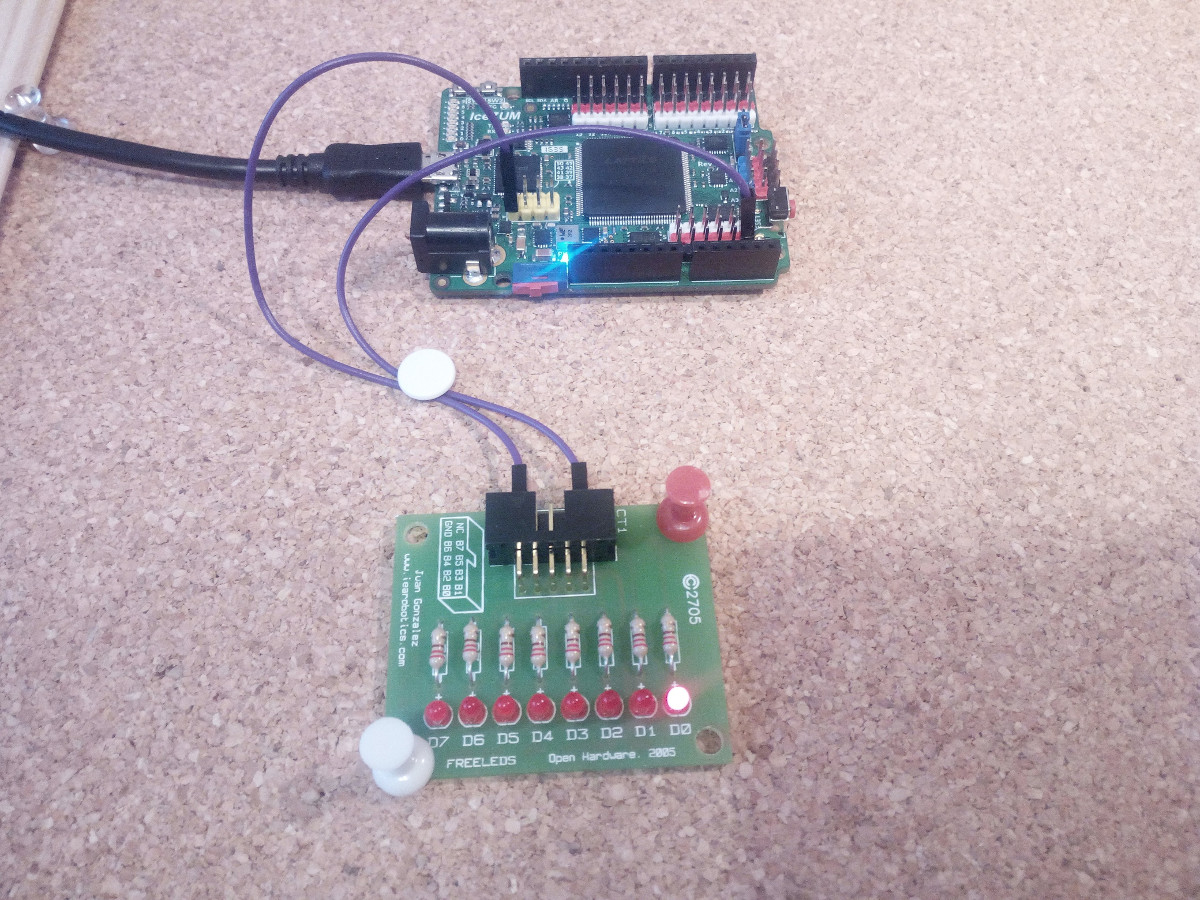 IceZUM
Rev
CT1
NC B7 B5 B3 B1
GND B6 B4 B2 B0
Juan Gonzalez
www.iearobotics.com
©2705
D7 D6 D5 D4 D3 D2 D1 D0
FREELEDS
Open Hardware. 2005